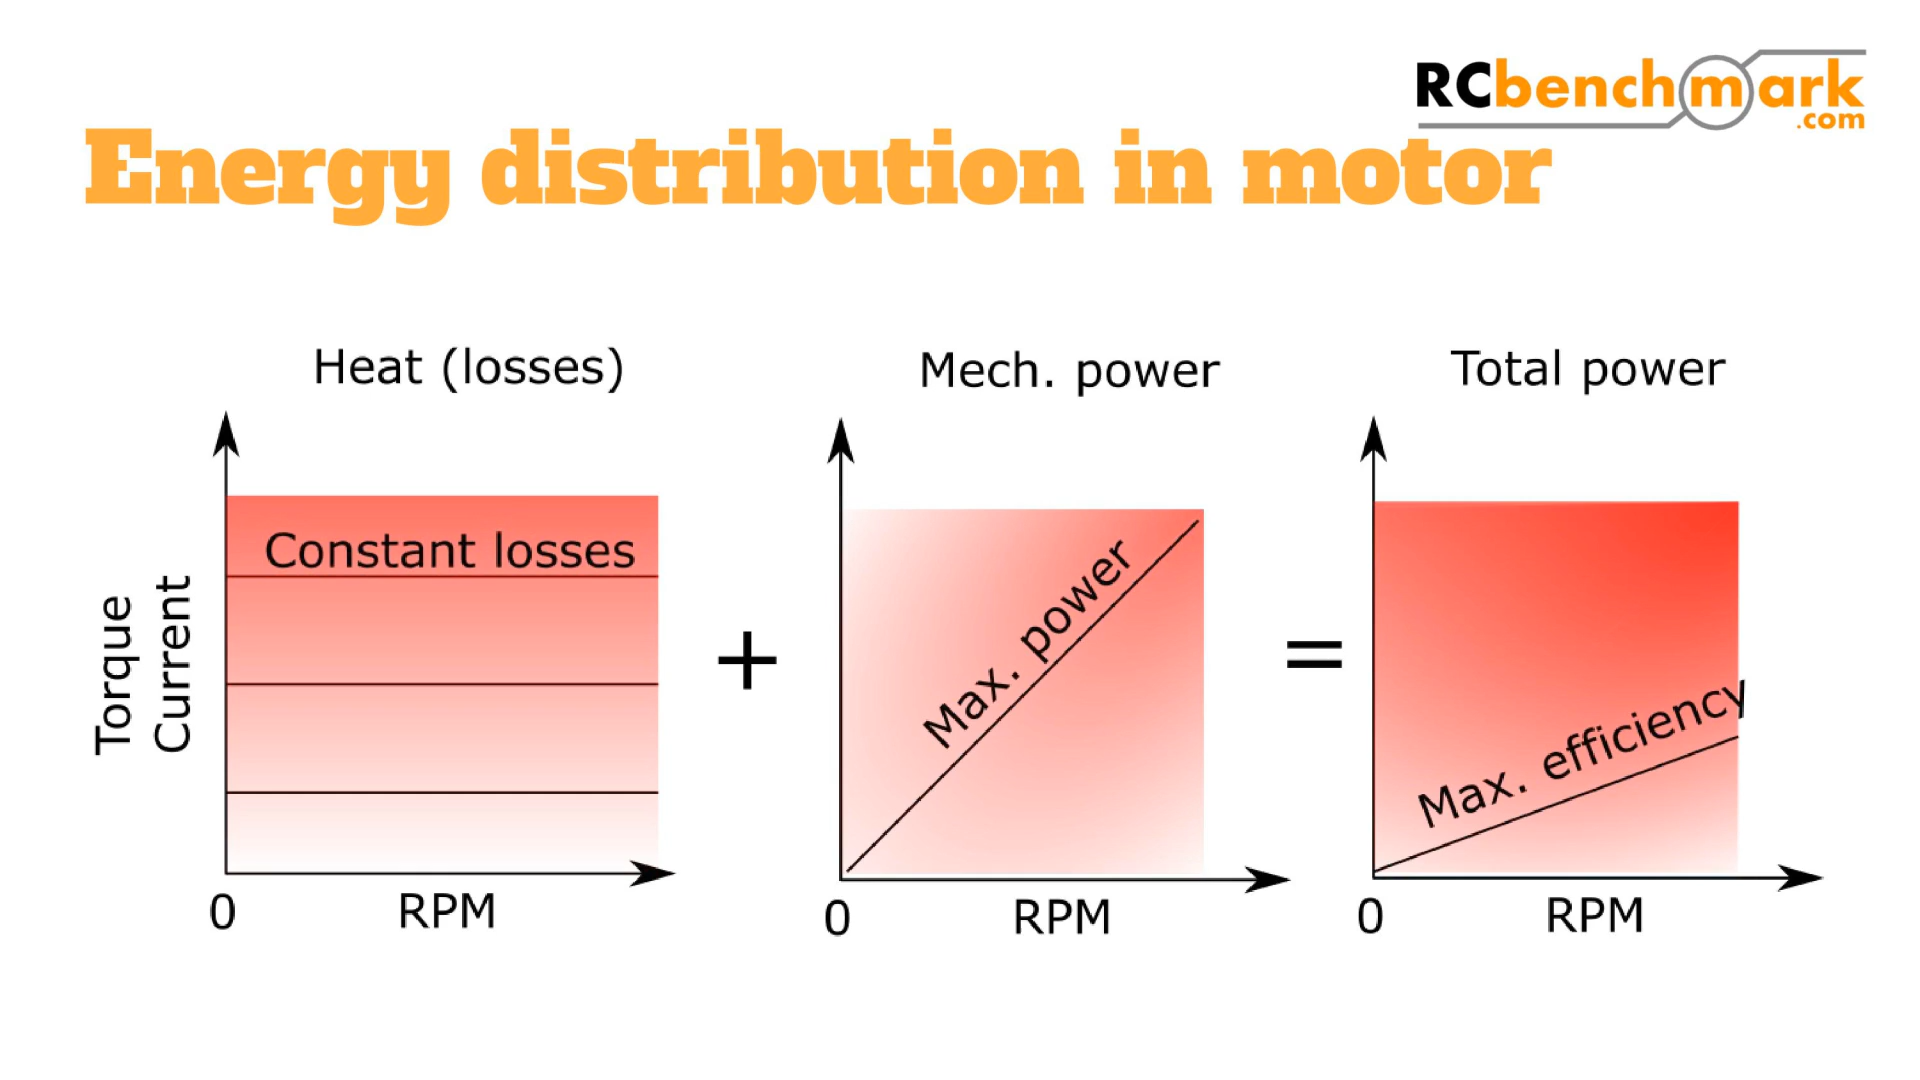 RCbenchmark
.com
Energy distribution in motor
Heat (losses)
Constant losses
Torque
Current
0
RPM
+
Mech. power
Max. power
0
RPM
=
Total power
Max. efficiency
0
RPM